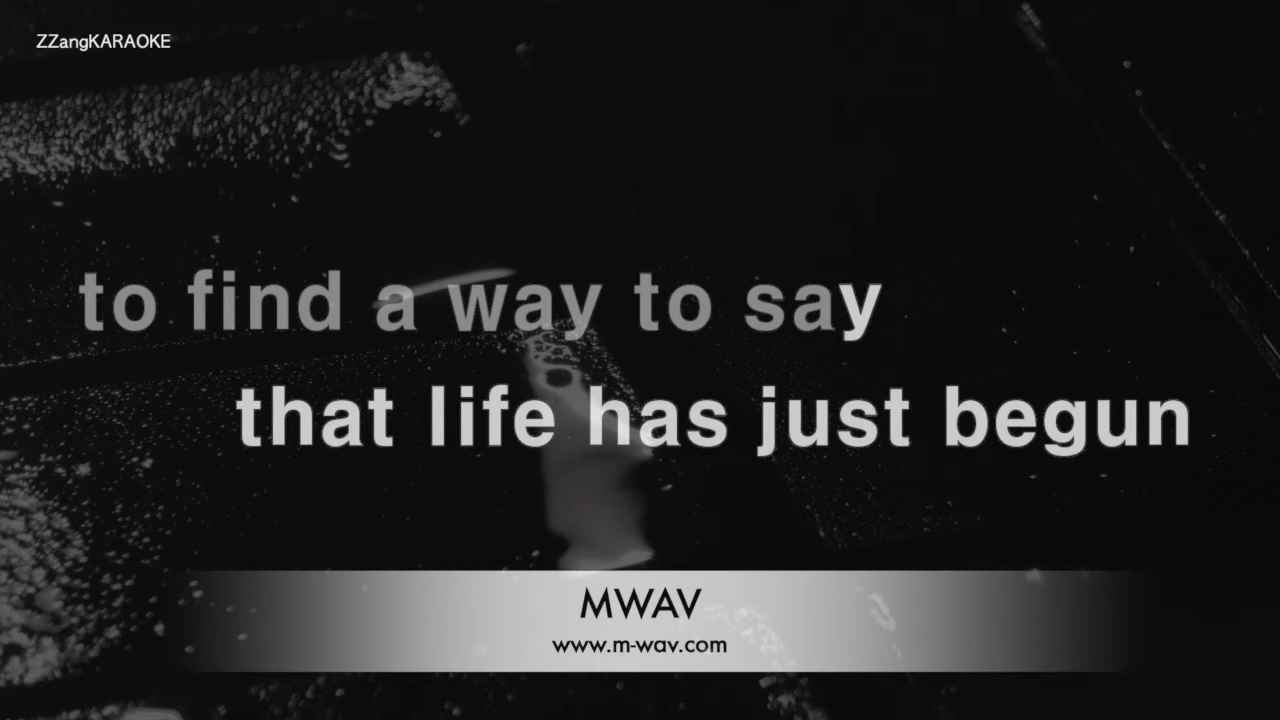 ZZangKARAOKE
to find a way to say
that life has just begun
MWAV
www.m-wav.com